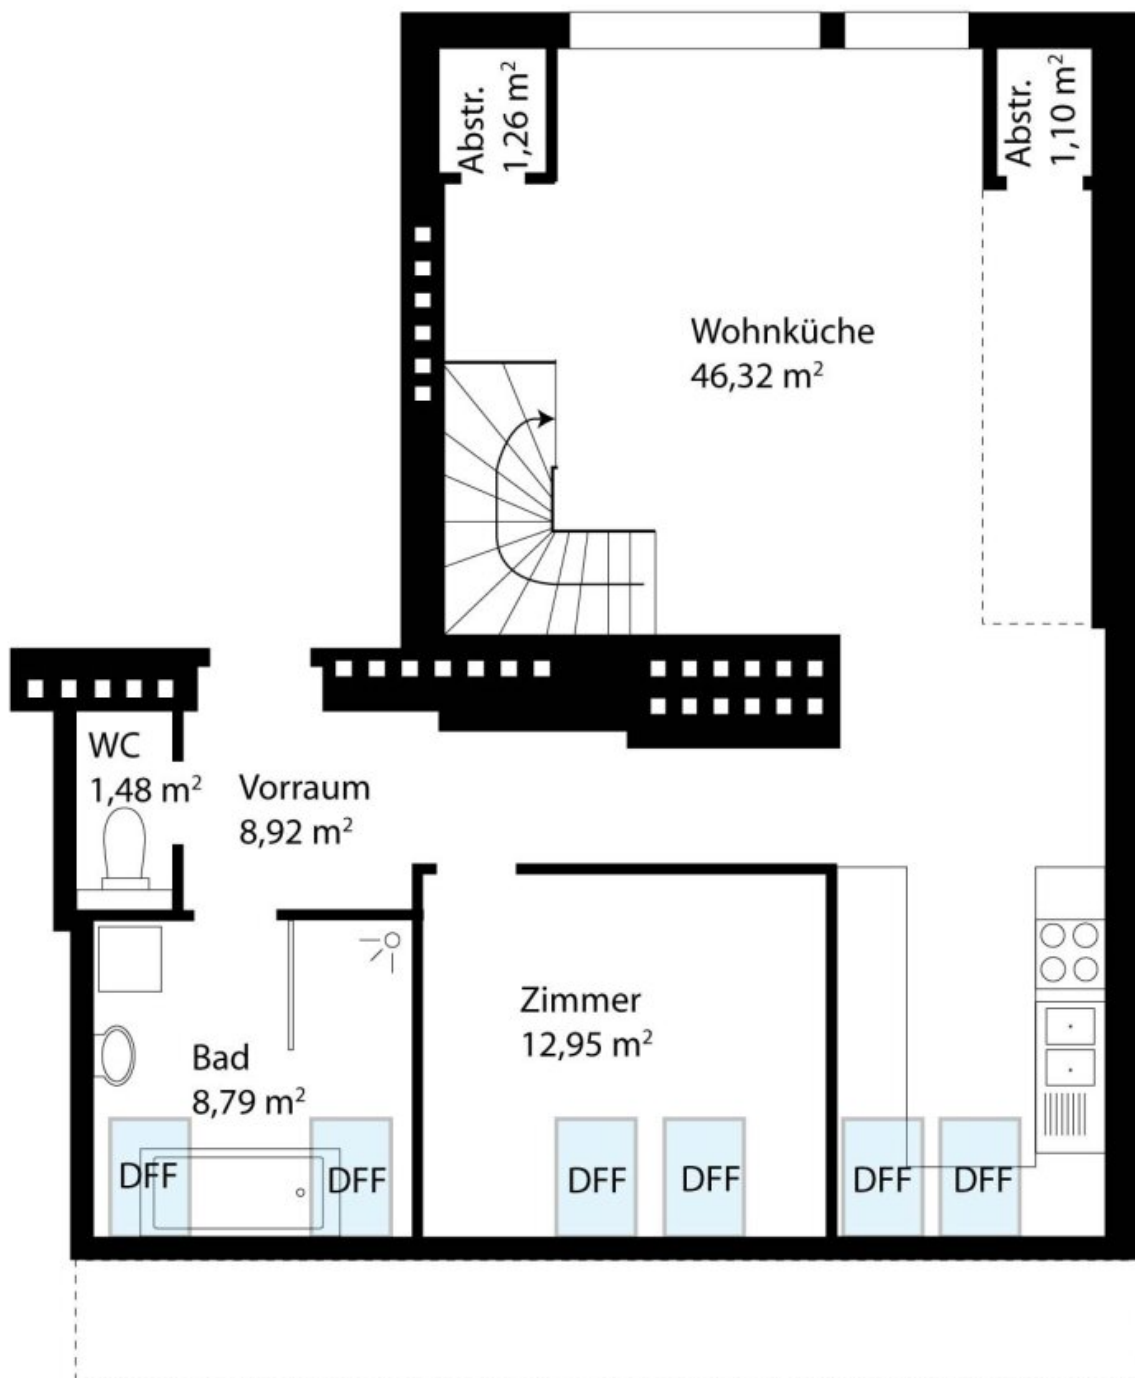 Abstr.
1,26 m²
Abstr.
1,10 m²
Wohnküche
46,32 m²
WC
1,48 m²
Vorraum
8,92 m²
Zimmer
12,95 m²
Bad
8,79 m²
DFF
DFF
DFF
DFF
DFF
DFF